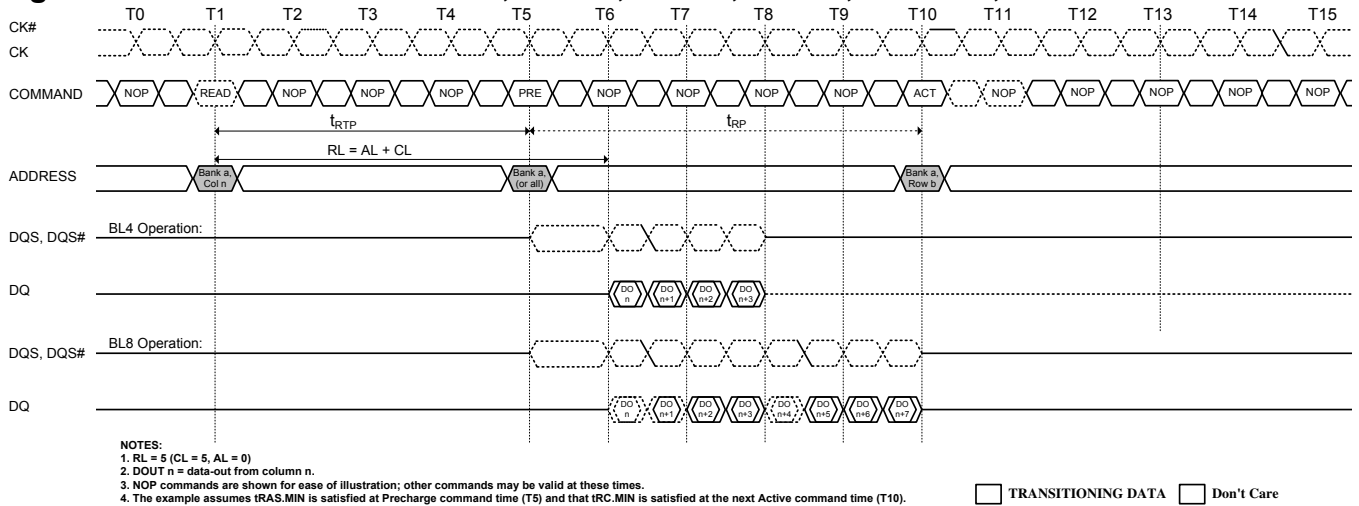 T0 T1 T2 T3 T4 T5 T6 T7 T8 T9 T10 T11 T12 T13 T14 T15
CK#
CK
COMMAND NOP READ NOP NOP NOP PRE NOP NOP NOP NOP ACT NOP NOP NOP NOP NOP
tRTP tRP
RL = AL + CL
ADDRESS Bank a, Col n Bank a, (or all) Bank a, Row b
BL4 Operation:
DQS, DQS#
DQ DO n DO n+1 DO n+2 DO n+3
BL8 Operation:
DQS, DQS#
DQ DO n DO n+1 DO n+2 DO n+3 DO n+4 DO n+5 DO n+6 DO n+7
NOTES:
1. RL = 5 (CL = 5, AL = 0)
2. DOUT n = data-out from column n.
3. NOP commands are shown for ease of illustration; other commands may be valid at these times.
4. The example assumes tRAS.MIN is satisfied at Precharge command time (T5) and that tRC.MIN is satisfied at the next Active command time (T10).
TRANSITIONING DATA Don't Care